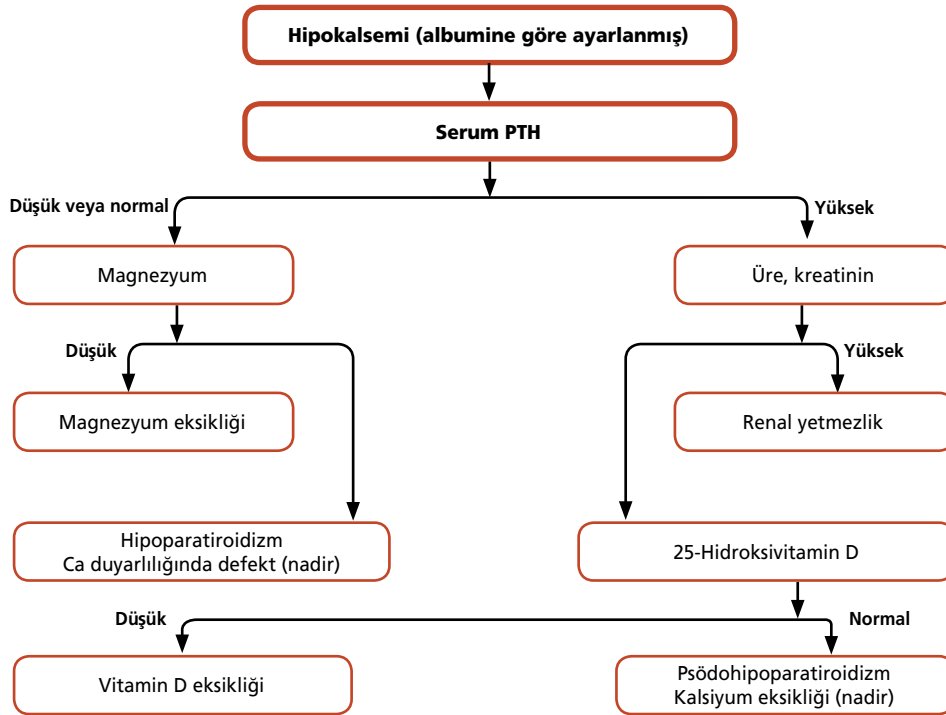 Hipokalsemi (albumine göre ayarlanmış)
Serum PTH
Düşük veya normal
Yüksek
Magnezyum
Üre, kreatinin
Düşük
Yüksek
Magnezyum eksikliği
Renal yetmezlik
Hipoparatiroidizm
Ca duyarlılığında defekt (nadir)
25-Hidroksivitamin D
Düşük
Normal
Vitamin D eksikliği
Psödohipoparatiroidizm
Kalsiyum eksikliği (nadir)